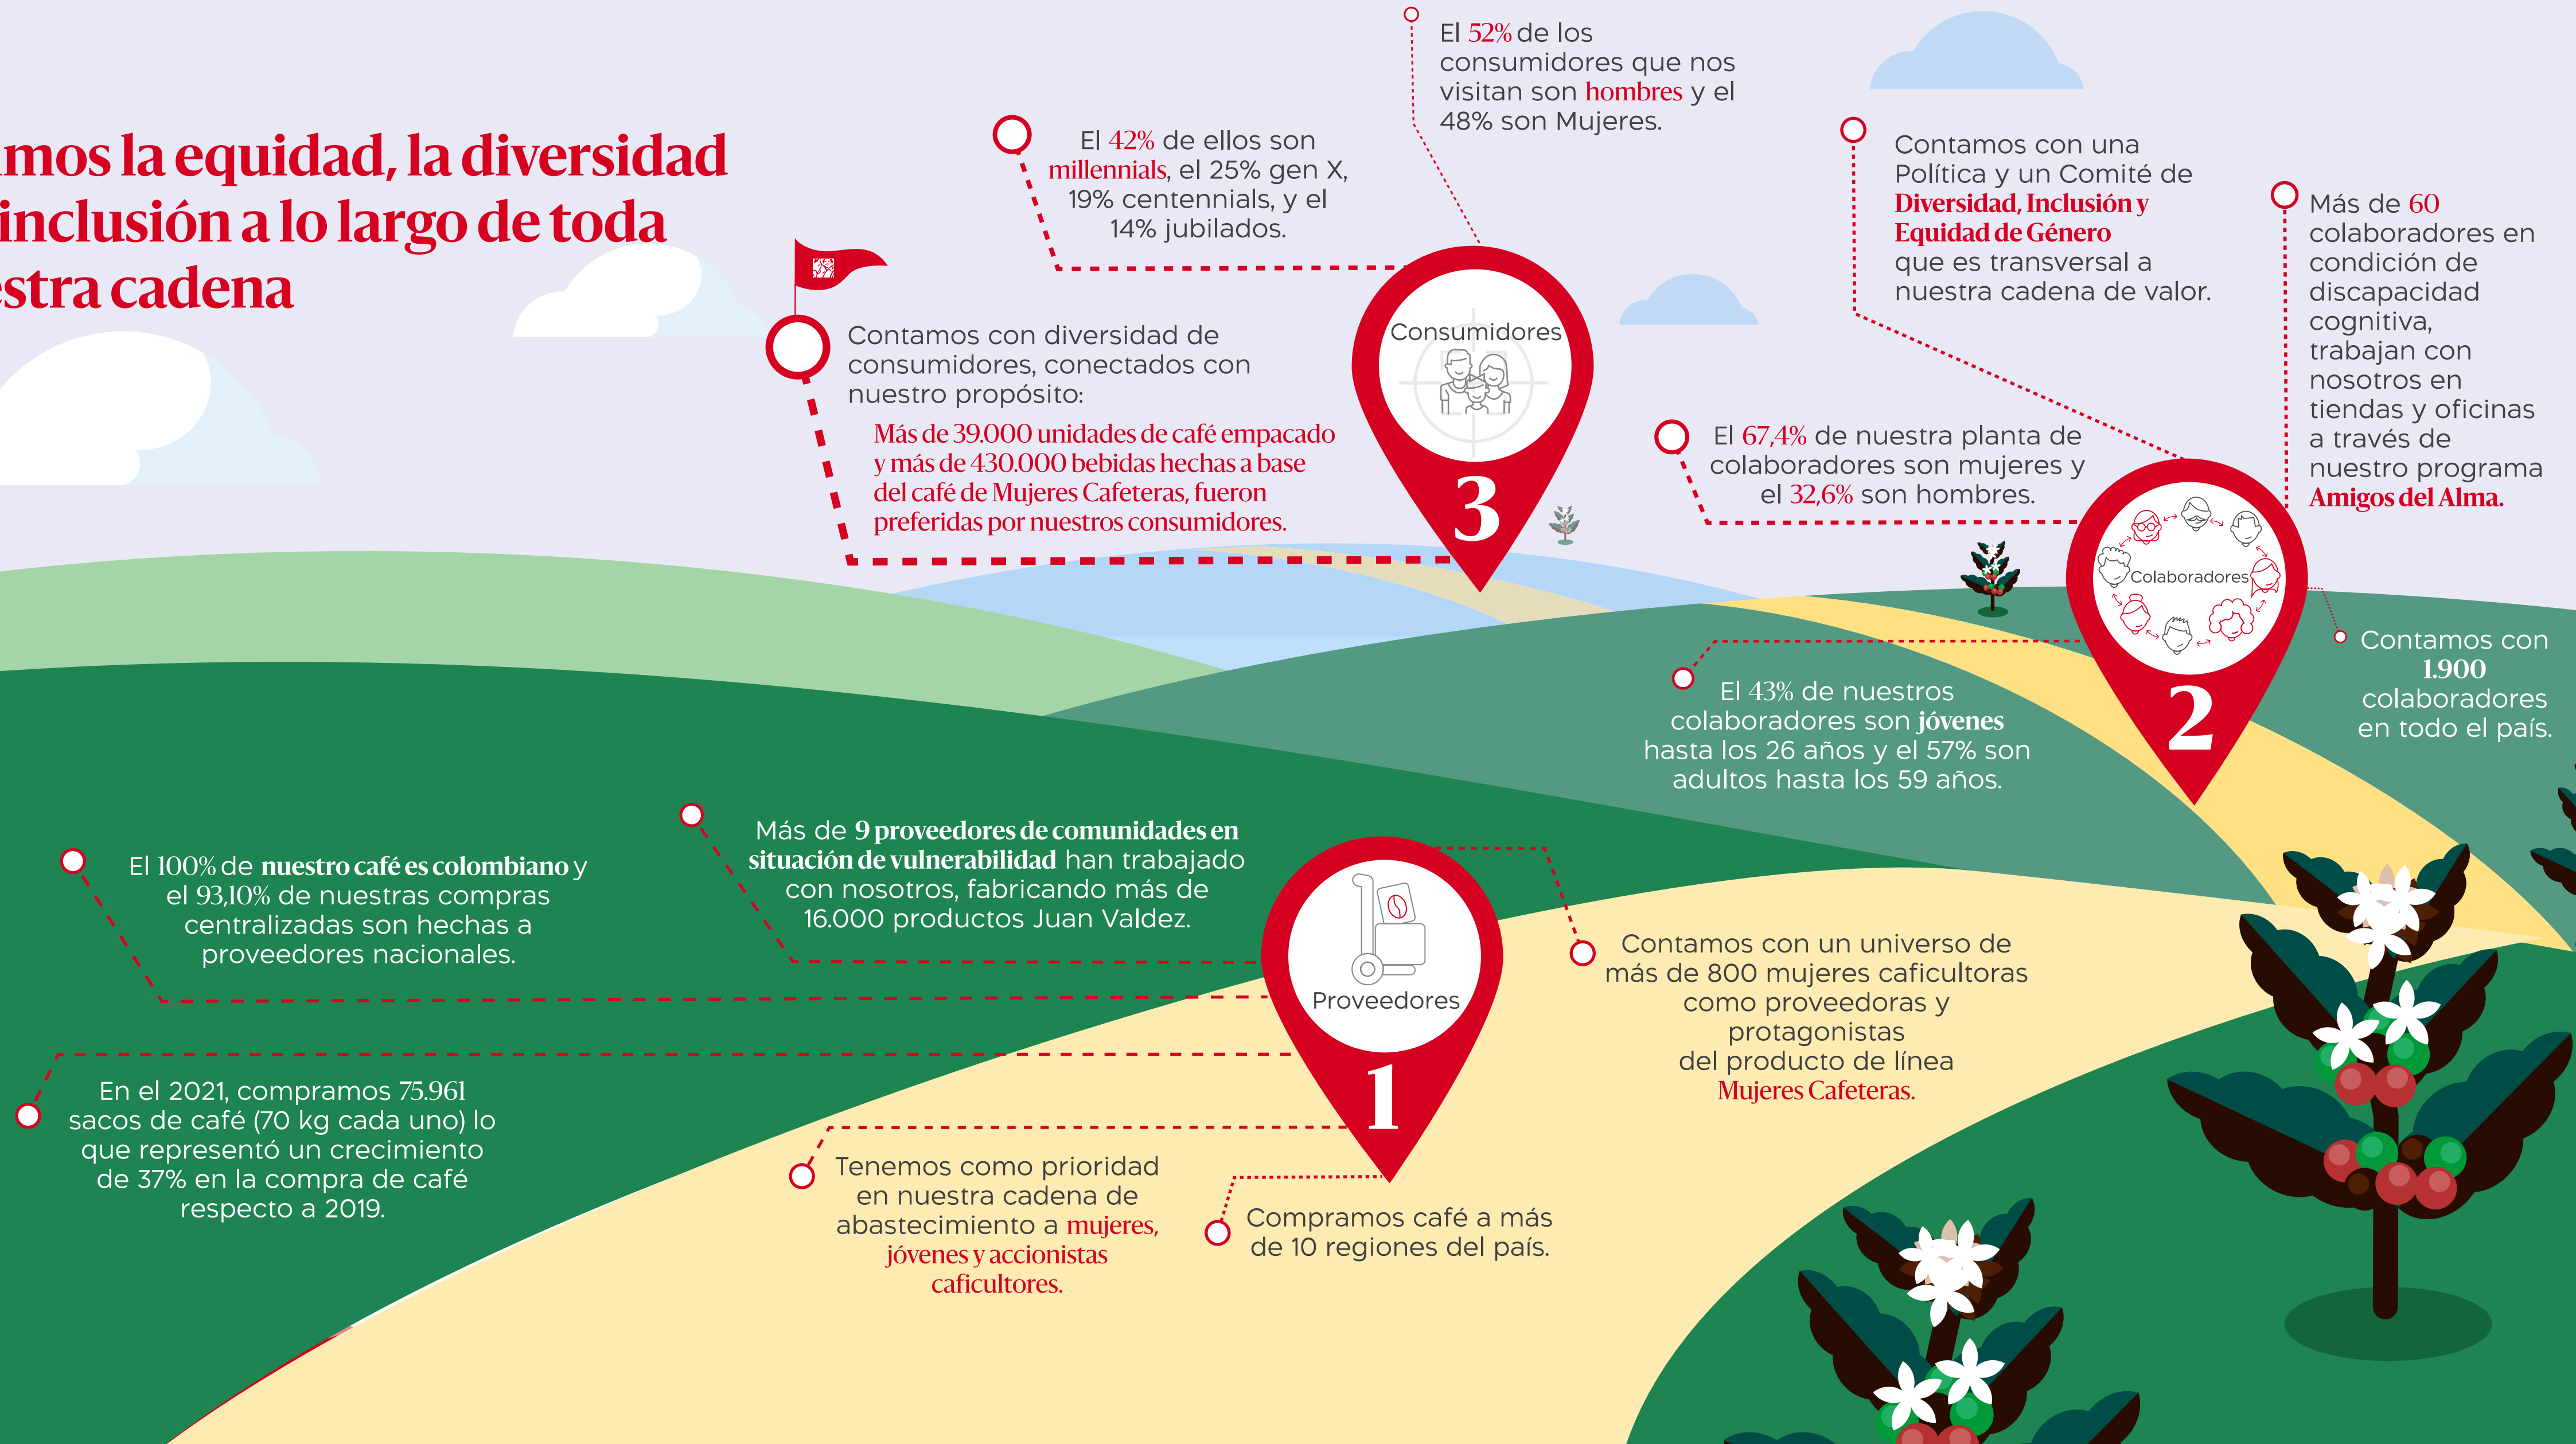 mos la equidad, la diversidad
inclusión a lo largo de toda
stra cadena
El 52% de los
consumidores que nos
visitan son hombres y el
48% son Mujeres.
El 42% de ellos son
millennials, el 25% gen X,
19% centennials, y el
14% jubilados.
Contamos con diversidad de
consumidores, conectados con
nuestro propósito:
Más de 39.000 unidades de café empacado
y más de 430.000 bebidas hechas a base
del café de Mujeres Cafeteras, fueron
preferidas por nuestros consumidores.
Consumidores
3
Contamos con una
Política y un Comité de
Diversidad, Inclusión y
Equidad de Género
que es transversal a
nuestra cadena de valor.
Más de 60
colaboradores en
condición de
discapacidad
cognitiva,
trabajan con
nosotros en
tiendas y oficinas
a través de
nuestro programa
Amigos del Alma.
El 67,4% de nuestra planta de
colaboradores son mujeres y
el 32,6% son hombres.
Colaboradores
2
Contamos con
1.900
colaboradores
en todo el país.
El 43% de nuestros
colaboradores son jóvenes
hasta los 26 años y el 57% son
adultos hasta los 59 años.
El 100% de nuestro café es colombiano y
el 93,10% de nuestras compras
centralizadas son hechas a
proveedores nacionales.
Más de 9 proveedores de comunidades en
situación de vulnerabilidad han trabajado
con nosotros, fabricando más de
16.000 productos Juan Valdez.
Proveedores
1
Contamos con un universo de
más de 800 mujeres caficultoras
como proveedoras y
protagonistas
del producto de línea
Mujeres Cafeteras.
En el 2021, compramos 75.961
sacos de café (70 kg cada uno) lo
que representó un crecimiento
de 37% en la compra de café
respecto a 2019.
Tenemos como prioridad
en nuestra cadena de
abastecimiento a mujeres,
jóvenes y accionistas
caficultores.
Compramos café a más
de 10 regiones del país.